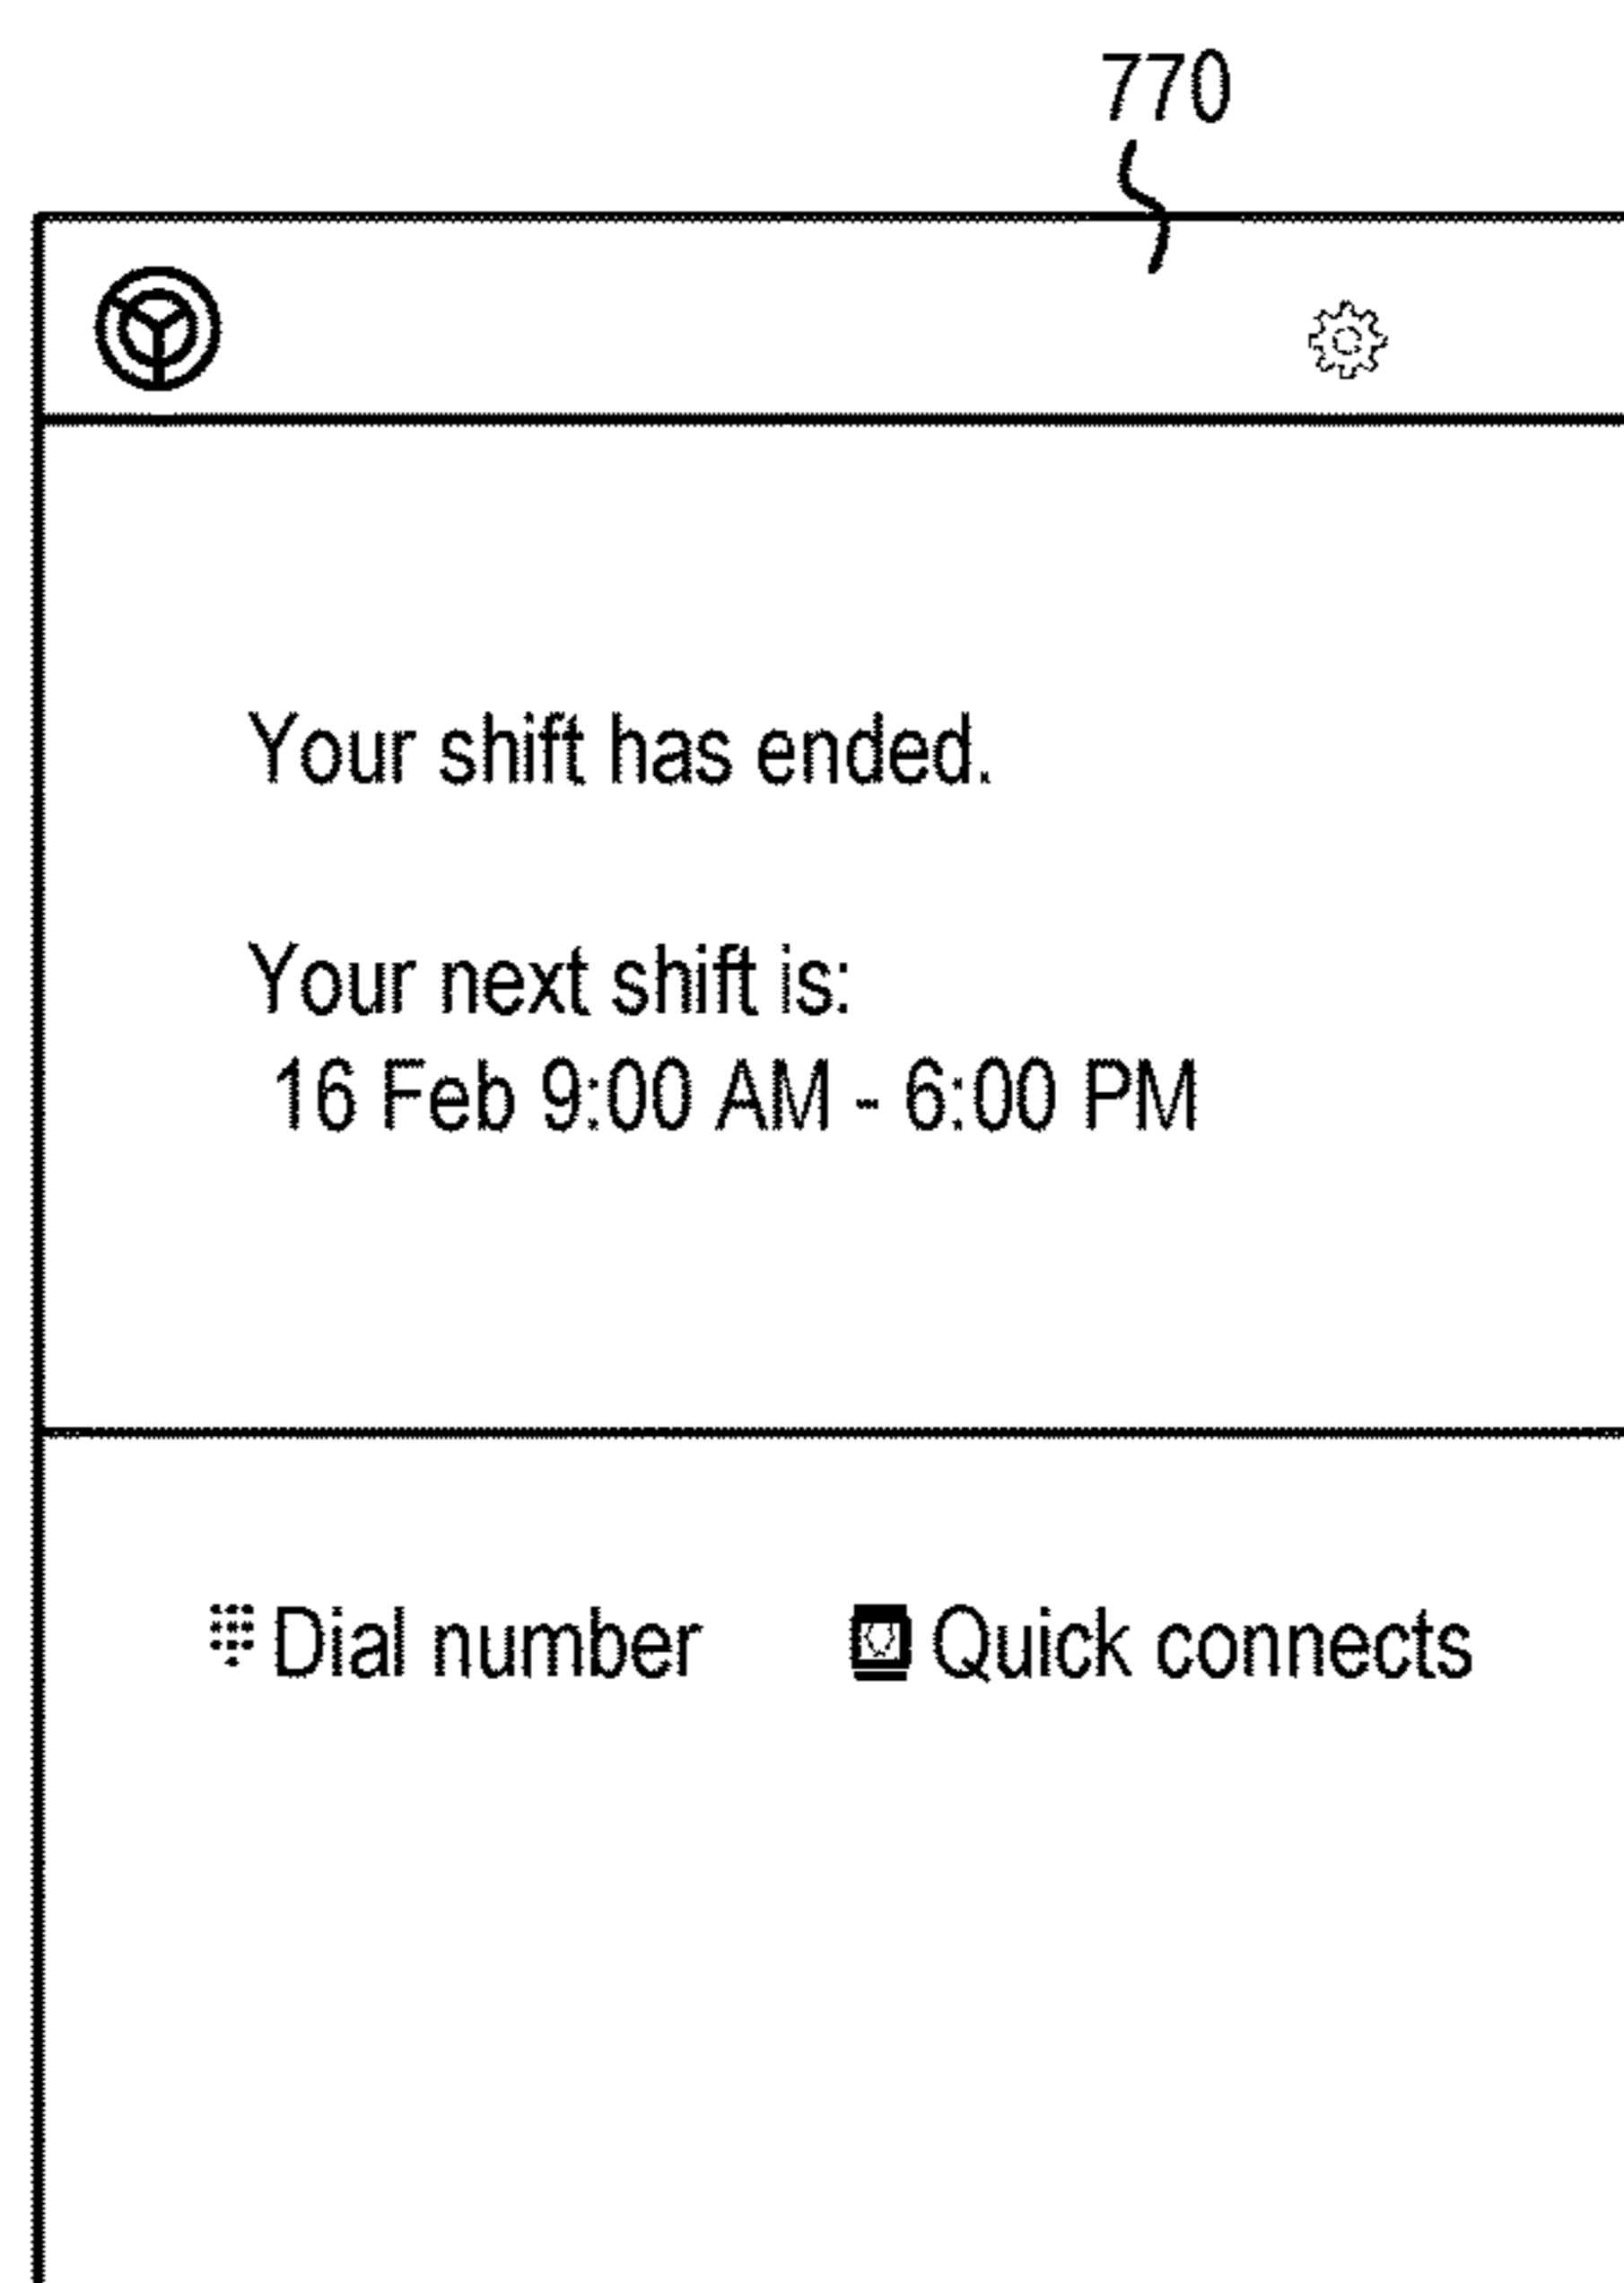 770
Your shift has ended.
Your next shift is:
16 Feb 9:00 AM - 6:00 PM
Dial number Quick connects